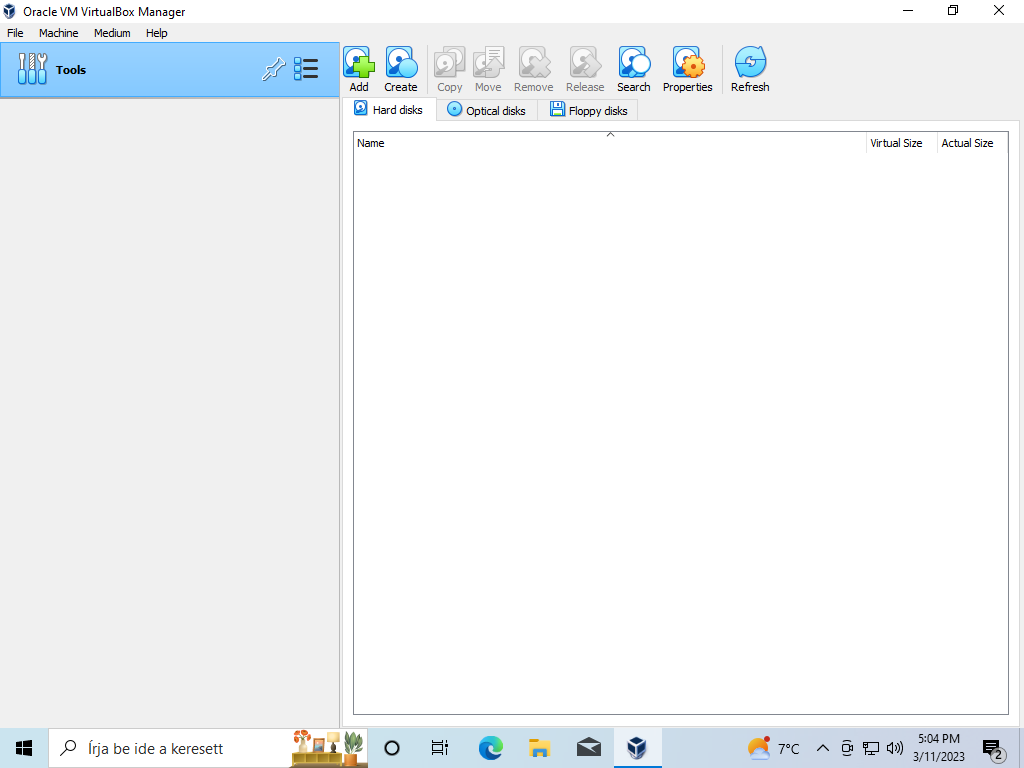 Oracle VM VirtualBox Manager
File Machine Medium Help
Tools
Add Create Copy Move Remove Release Search Properties Refresh
Hard disks Optical disks Floppy disks
Name Virtual Size Actual Size
Írja be ide a keresett
7°C
5:04 PM
3/11/2023
2